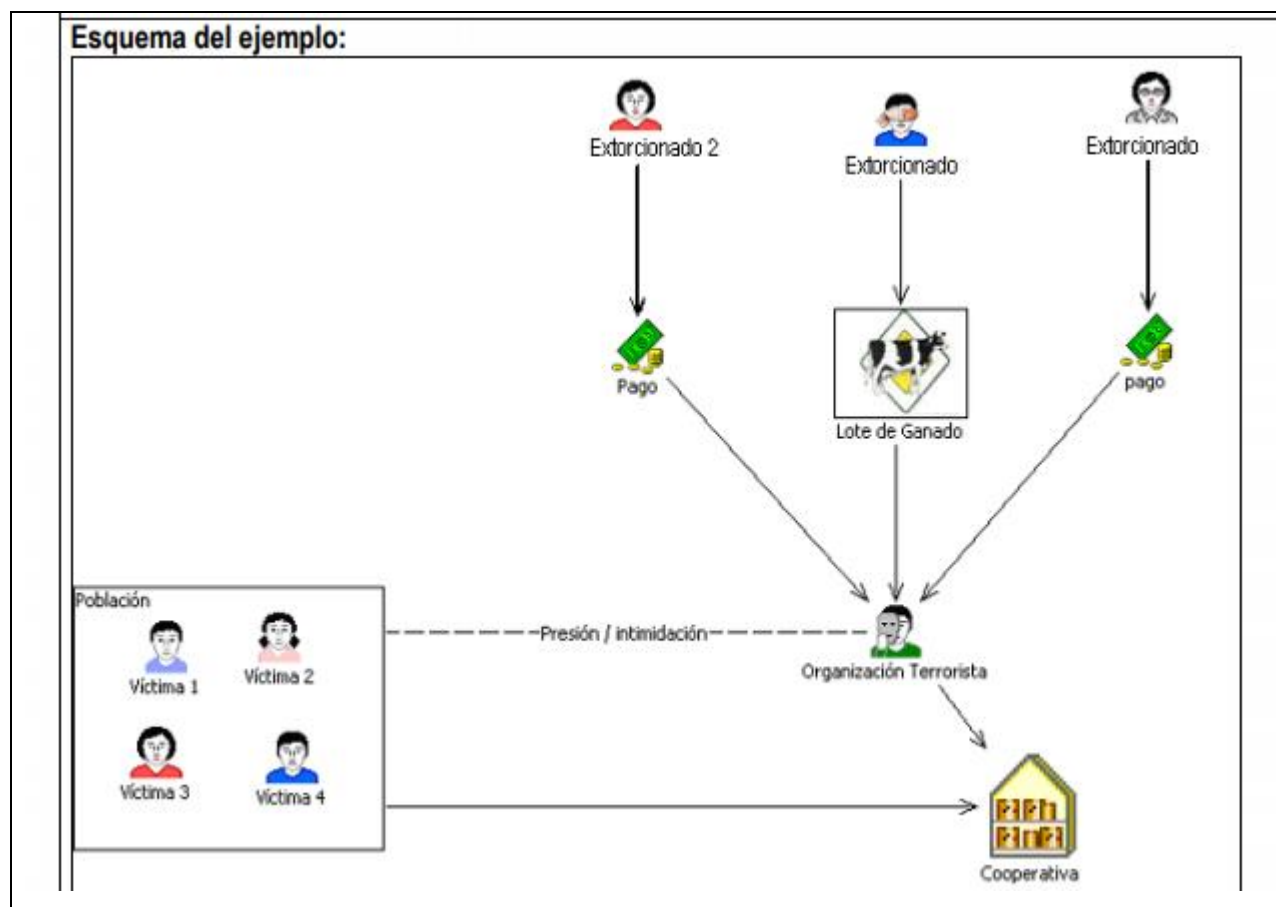 Esquema del ejemplo:
Extorcionado 2
Extorcionado
Extorcionado
Pago
Lote de Ganado
pago
Población
Víctima 1
Víctima 2
Víctima 3
Víctima 4
Presión / intimidación
Organización Terrorista
Cooperativa